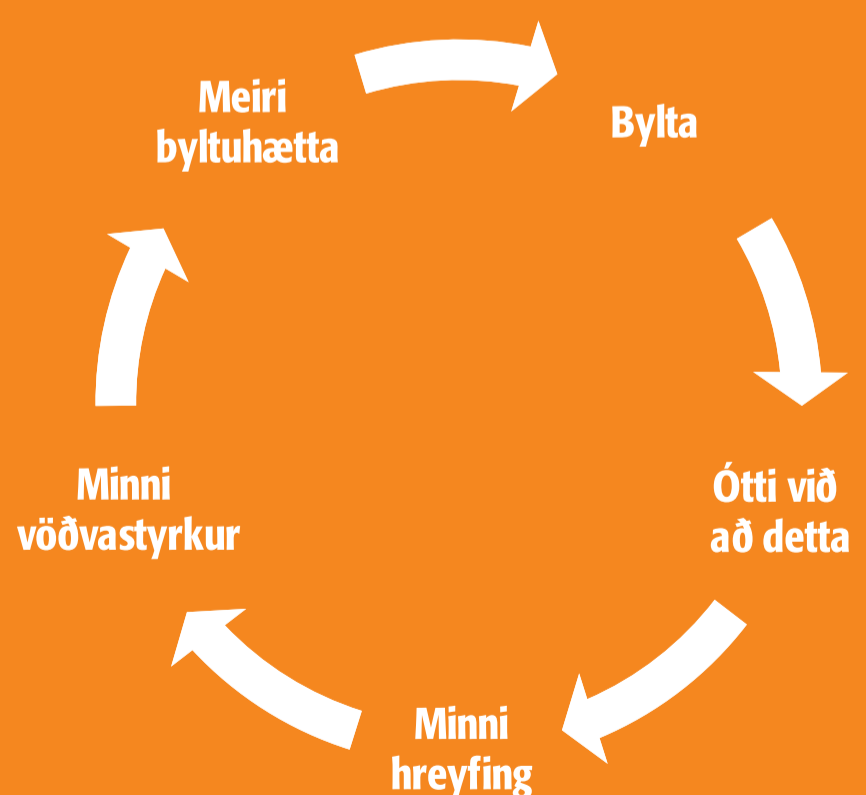 Meiri
byltuhætta
Bylta
Ótti við
að detta
Minni
hreyfing
Minni
vöðvastyrkur